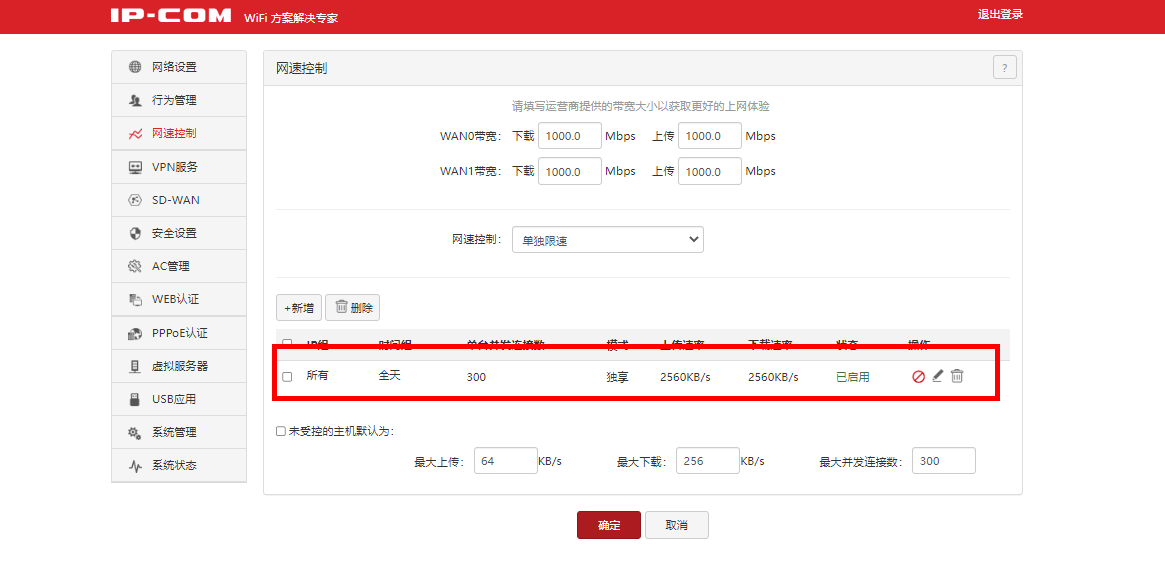 IP-COM WiFi 方案解决专家 退出登录
网络设置
行为管理
网速控制
VPN服务
SD-WAN
安全设置
AC管理
WEB认证
PPPoE认证
虚拟服务器
USB应用
系统管理
系统状态
网速控制 ?
请填写运营商提供的带宽大小以获取更好的上网体验
WAN0带宽: 下载 1000.0 Mbps 上传 1000.0 Mbps
WAN1带宽: 下载 1000.0 Mbps 上传 1000.0 Mbps
网速控制: 单独限速
+新增 删除
IP组 时间组 单台并发连接数 模式 上传速率 下载速率 状态 操作
所有 全天 300 独享 2560KB/s 2560KB/s 已启用
未受控的主机默认为:
最大上传: 64 KB/s 最大下载: 256 KB/s 最大并发连接数: 300
确定 取消